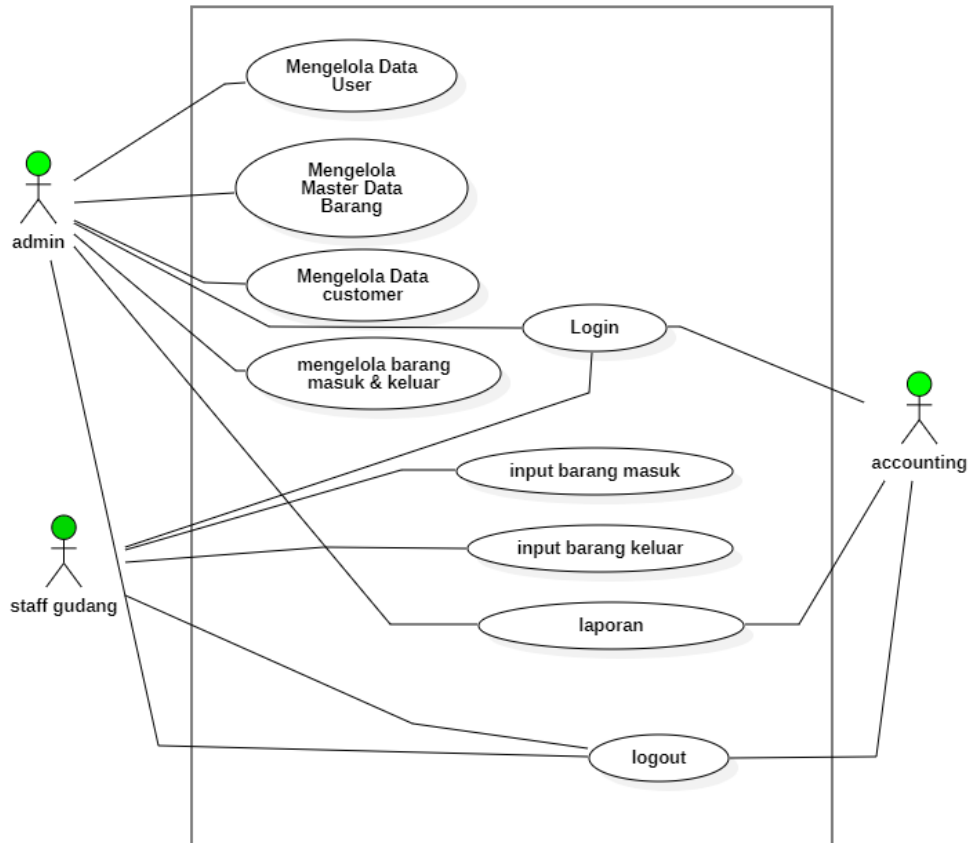 Mengelola Data
User
Mengelola
Master Data
Barang
admin
Mengelola Data
customer
Login
mengelola barang
masuk & keluar
accounting
input barang masuk
input barang keluar
staff gudang
laporan
logout